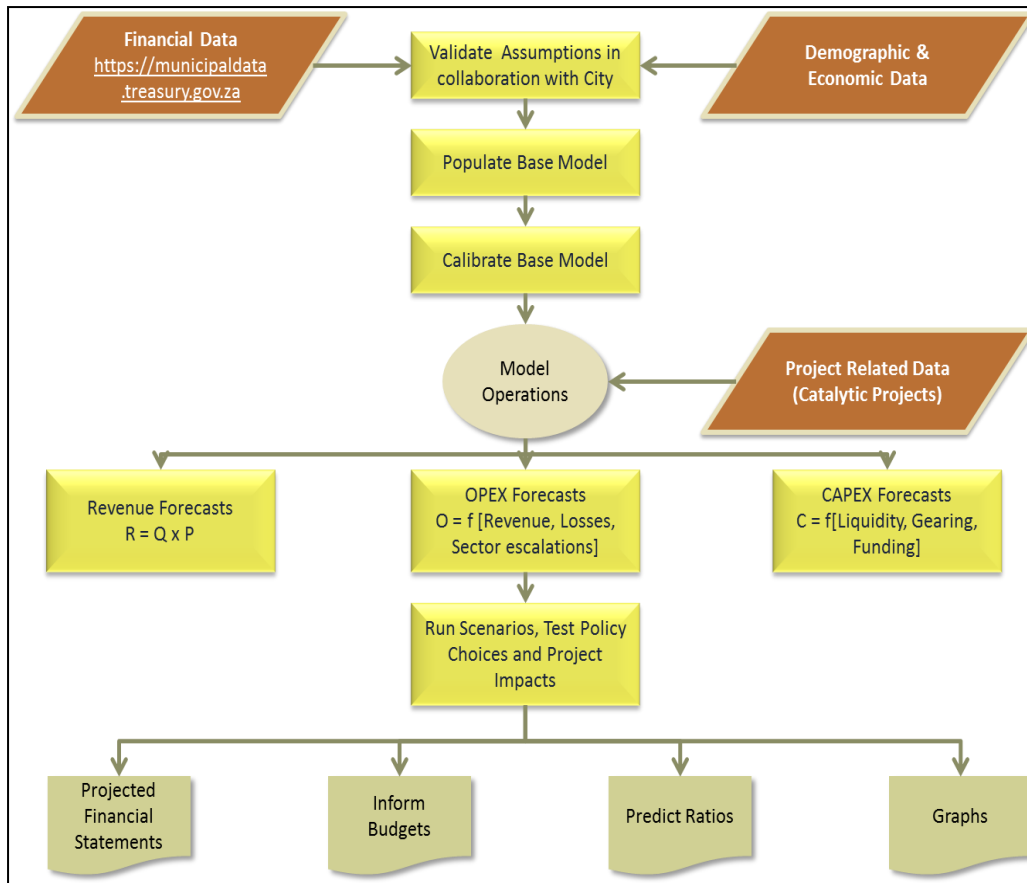 Financial Data
https://municipaldata
.treasury.gov.za
Validate Assumptions in
collaboration with City
Demographic &
Economic Data
Populate Base Model
Calibrate Base Model
Model
Operations
Project Related Data
(Catalytic Projects)
Revenue Forecasts
R = Q x P
OPEX Forecasts
O = f [Revenue, Losses,
Sector escalations]
CAPEX Forecasts
C = f[Liquidity, Gearing,
Funding]
Run Scenarios, Test Policy
Choices and Project
Impacts
Projected
Financial
Statements
Inform
Budgets
Predict Ratios
Graphs